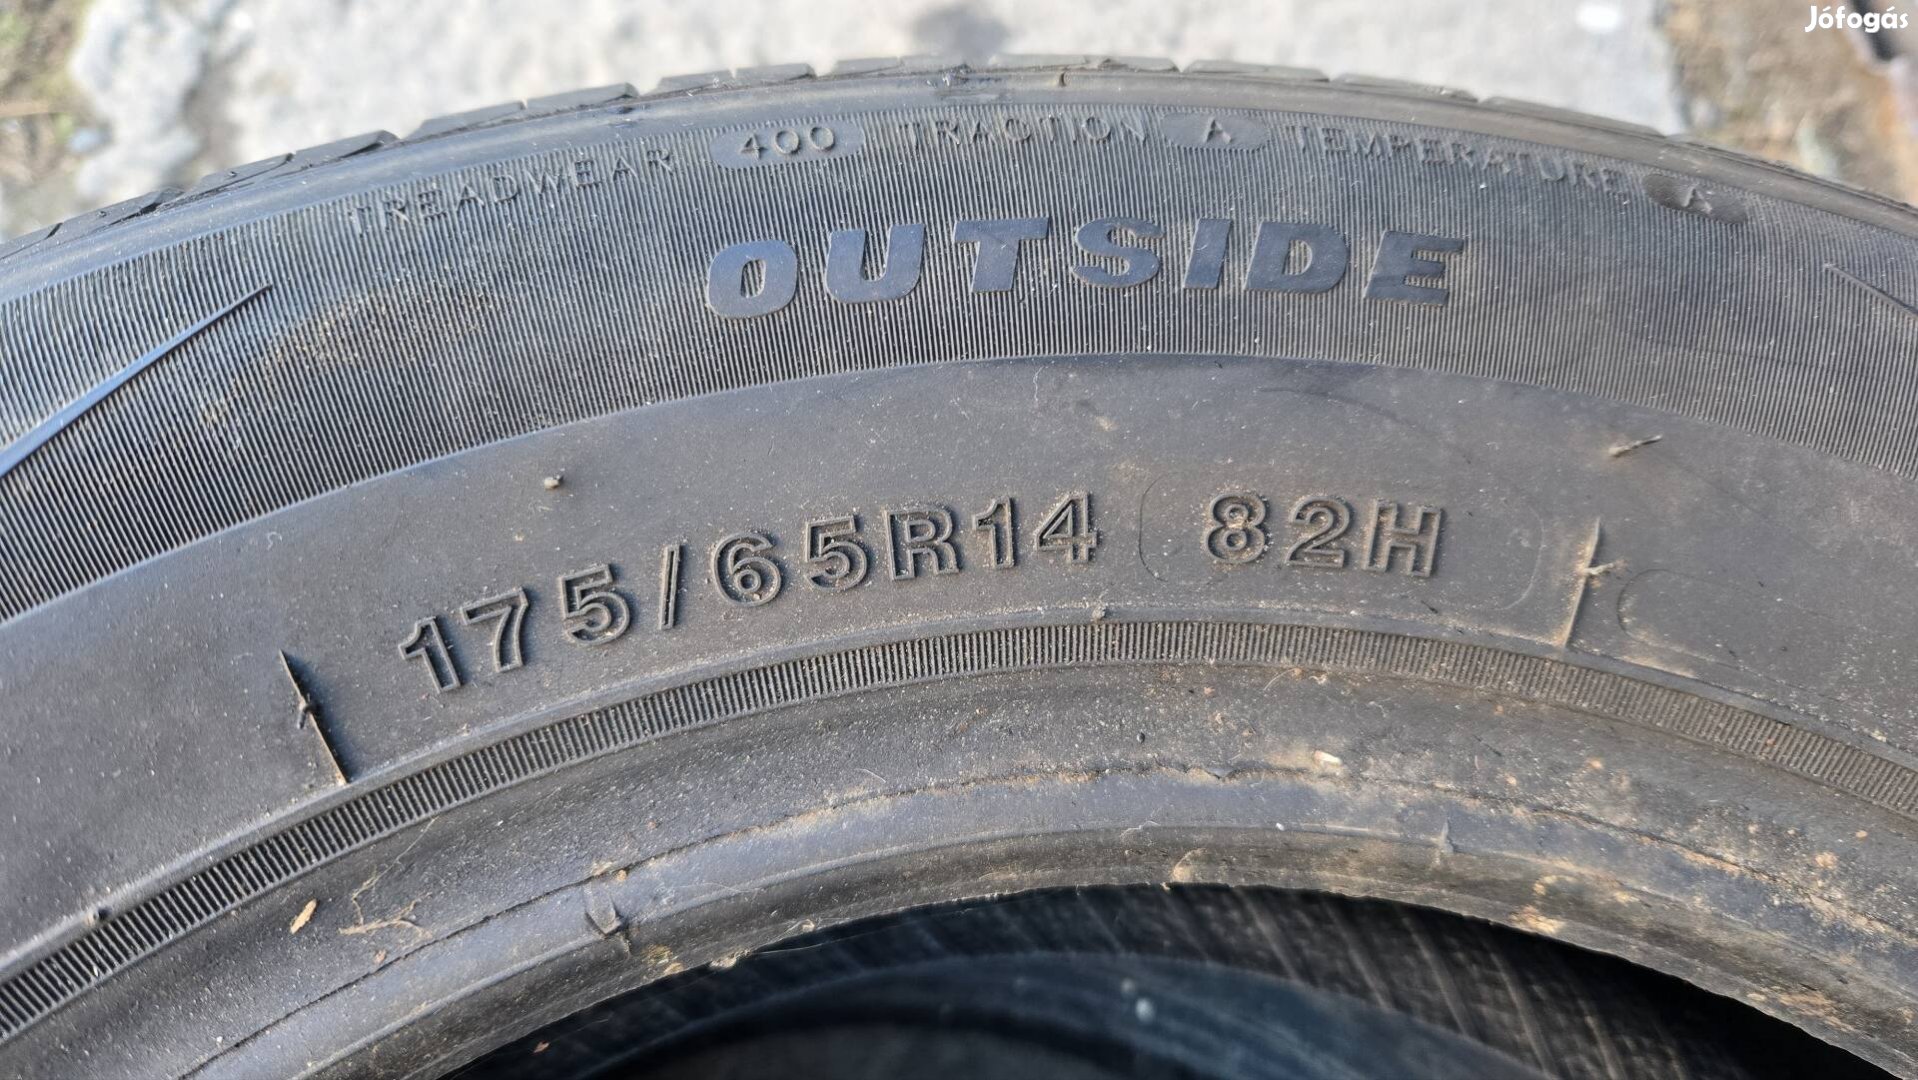 Jófogás
TREADWEAR 400 TRACTION A TEMPERATURE A
OUTSIDE
175/65R14 82H